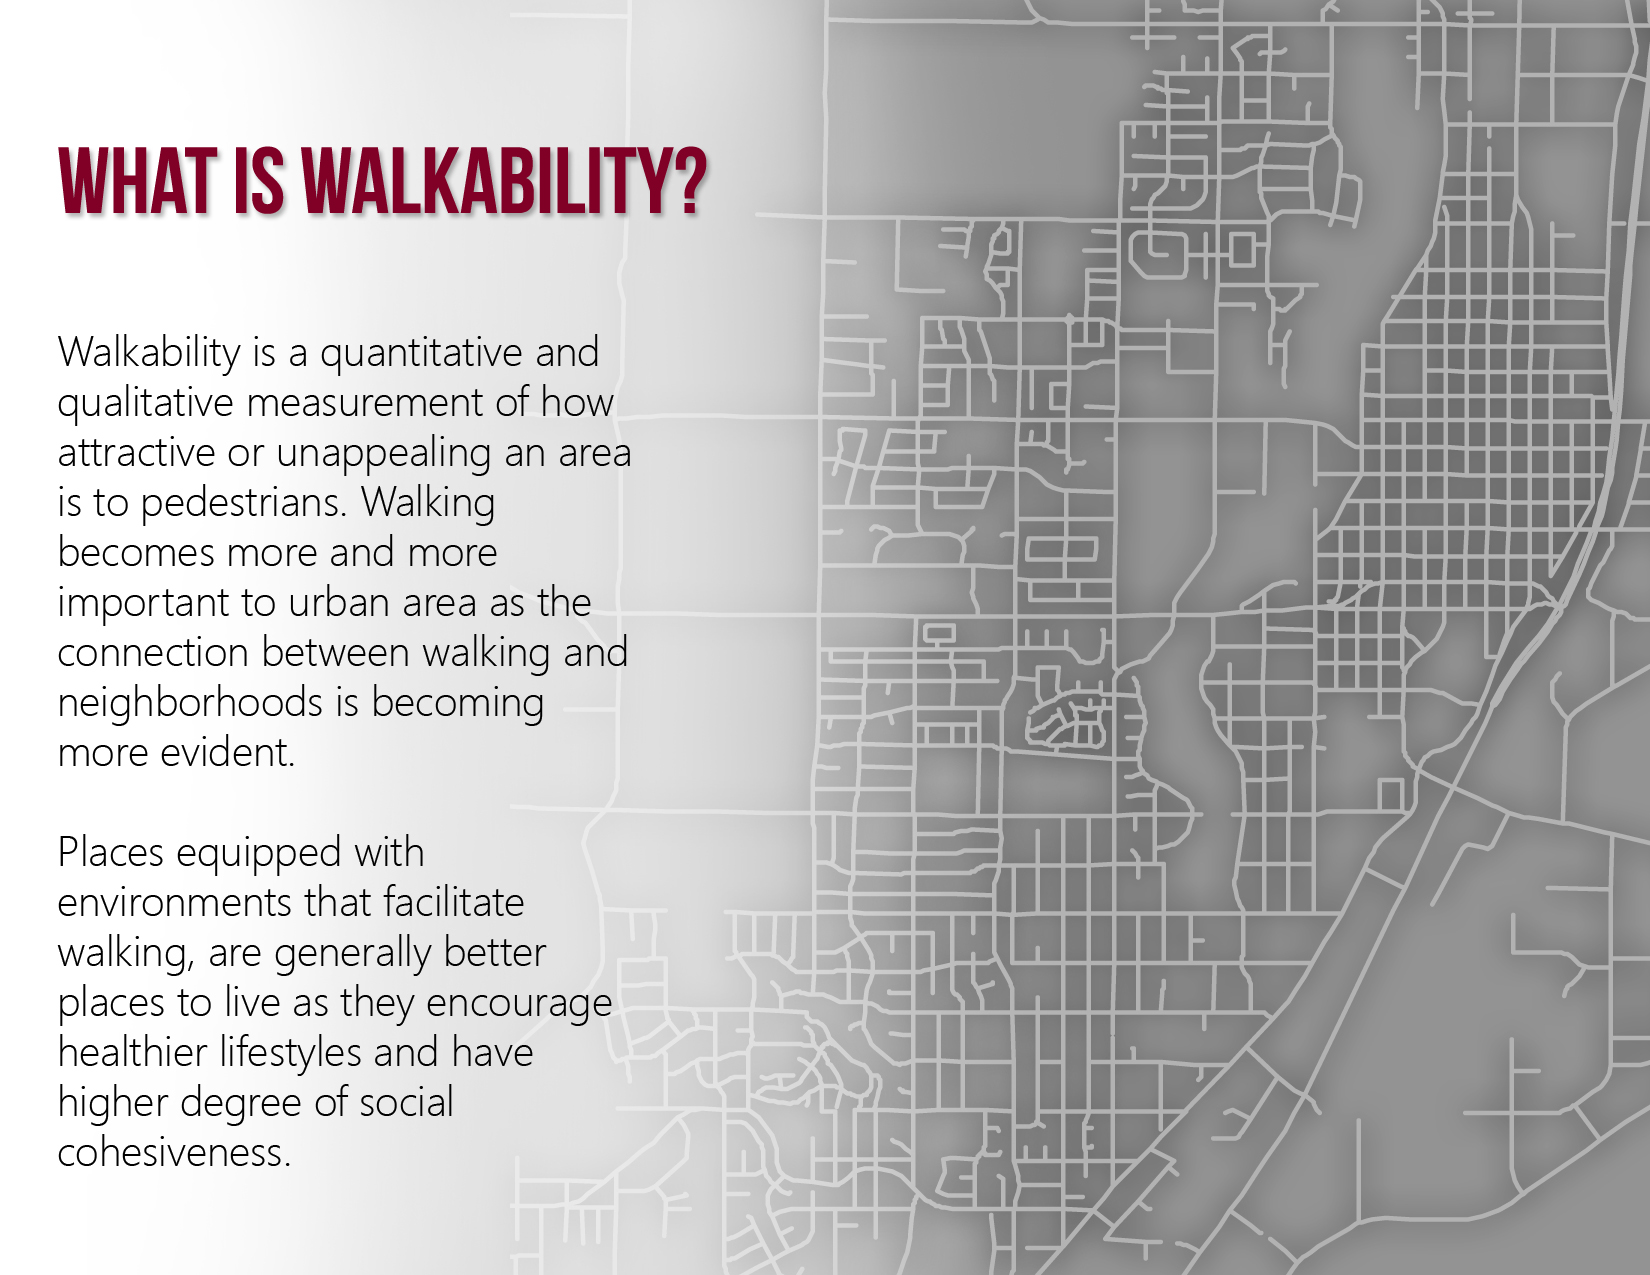 WHAT IS WALKABILITY?
Walkability is a quantitative and
qualitative measurement of how
attractive or unappealing an area
is to pedestrians. Walking
becomes more and more
important to urban area as the
connection between walking and
neighborhoods is becoming
more evident.
Places equipped with
environments that facilitate
walking, are generally better
places to live as they encourage
healthier lifestyles and have
higher degree of social
cohesiveness.